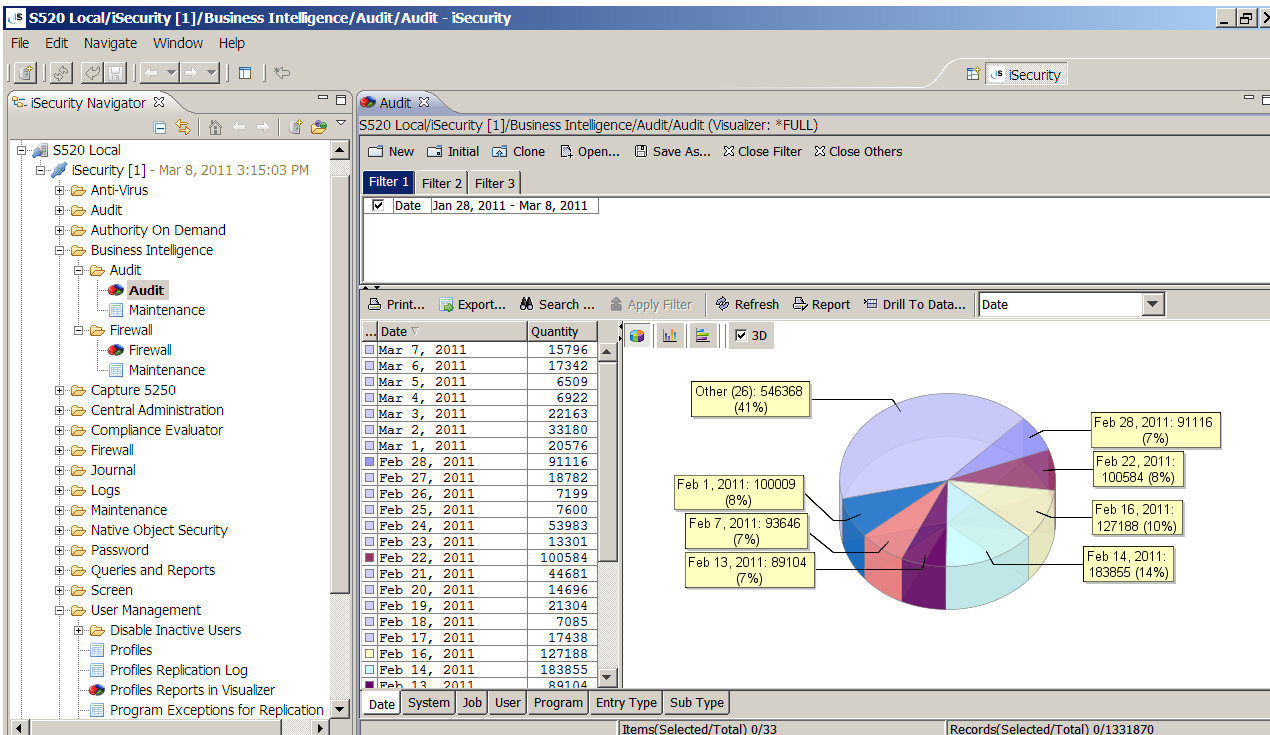 S520 Local/iSecurity [1]/Business Intelligence/Audit/Audit - iSecurity
File Edit Navigate Window Help
iSecurity
iSecurity Navigator
S520 Local
iSecurity [1] - Mar 8, 2011 3:15:03 PM
Anti-Virus
Audit
Authority On Demand
Business Intelligence
Audit
Audit
Maintenance
Firewall
Firewall
Maintenance
Capture 5250
Central Administration
Compliance Evaluator
Firewall
Journal
Logs
Maintenance
Native Object Security
Password
Queries and Reports
Screen
User Management
Disable Inactive Users
Profiles
Profiles Replication Log
Profiles Reports in Visualizer
Program Exceptions for Replication
Audit
S520 Local/iSecurity [1]/Business Intelligence/Audit/Audit (Visualizer: *FULL)
New Initial Clone Open... Save As... Close Filter Close Others
Filter 1 Filter 2 Filter 3
Date Jan 28, 2011 - Mar 8, 2011
Print... Export... Search ... Apply Filter Refresh Report Drill To Data... Date
... Date Quantity
Mar 7, 2011 15796
Mar 6, 2011 17342
Mar 5, 2011 6509
Mar 4, 2011 6922
Mar 3, 2011 22163
Mar 2, 2011 33180
Mar 1, 2011 20576
Feb 28, 2011 91116
Feb 27, 2011 18782
Feb 26, 2011 7199
Feb 25, 2011 7600
Feb 24, 2011 53983
Feb 23, 2011 13301
Feb 22, 2011 100584
Feb 21, 2011 44681
Feb 20, 2011 14696
Feb 19, 2011 21304
Feb 18, 2011 7085
Feb 17, 2011 17438
Feb 16, 2011 127188
Feb 14, 2011 183855
Feb 13, 2011 89104
3D
Other (26): 546368
(41%)
Feb 28, 2011: 91116
(7%)
Feb 22, 2011:
100584 (8%)
Feb 16, 2011:
127188 (10%)
Feb 14, 2011:
183855 (14%)
Feb 1, 2011: 100009
(8%)
Feb 7, 2011: 93646
(7%)
Feb 13, 2011: 89104
(7%)
Date System Job User Program Entry Type Sub Type
Items(Selected/Total) 0/33
Records(Selected/Total) 0/1331870